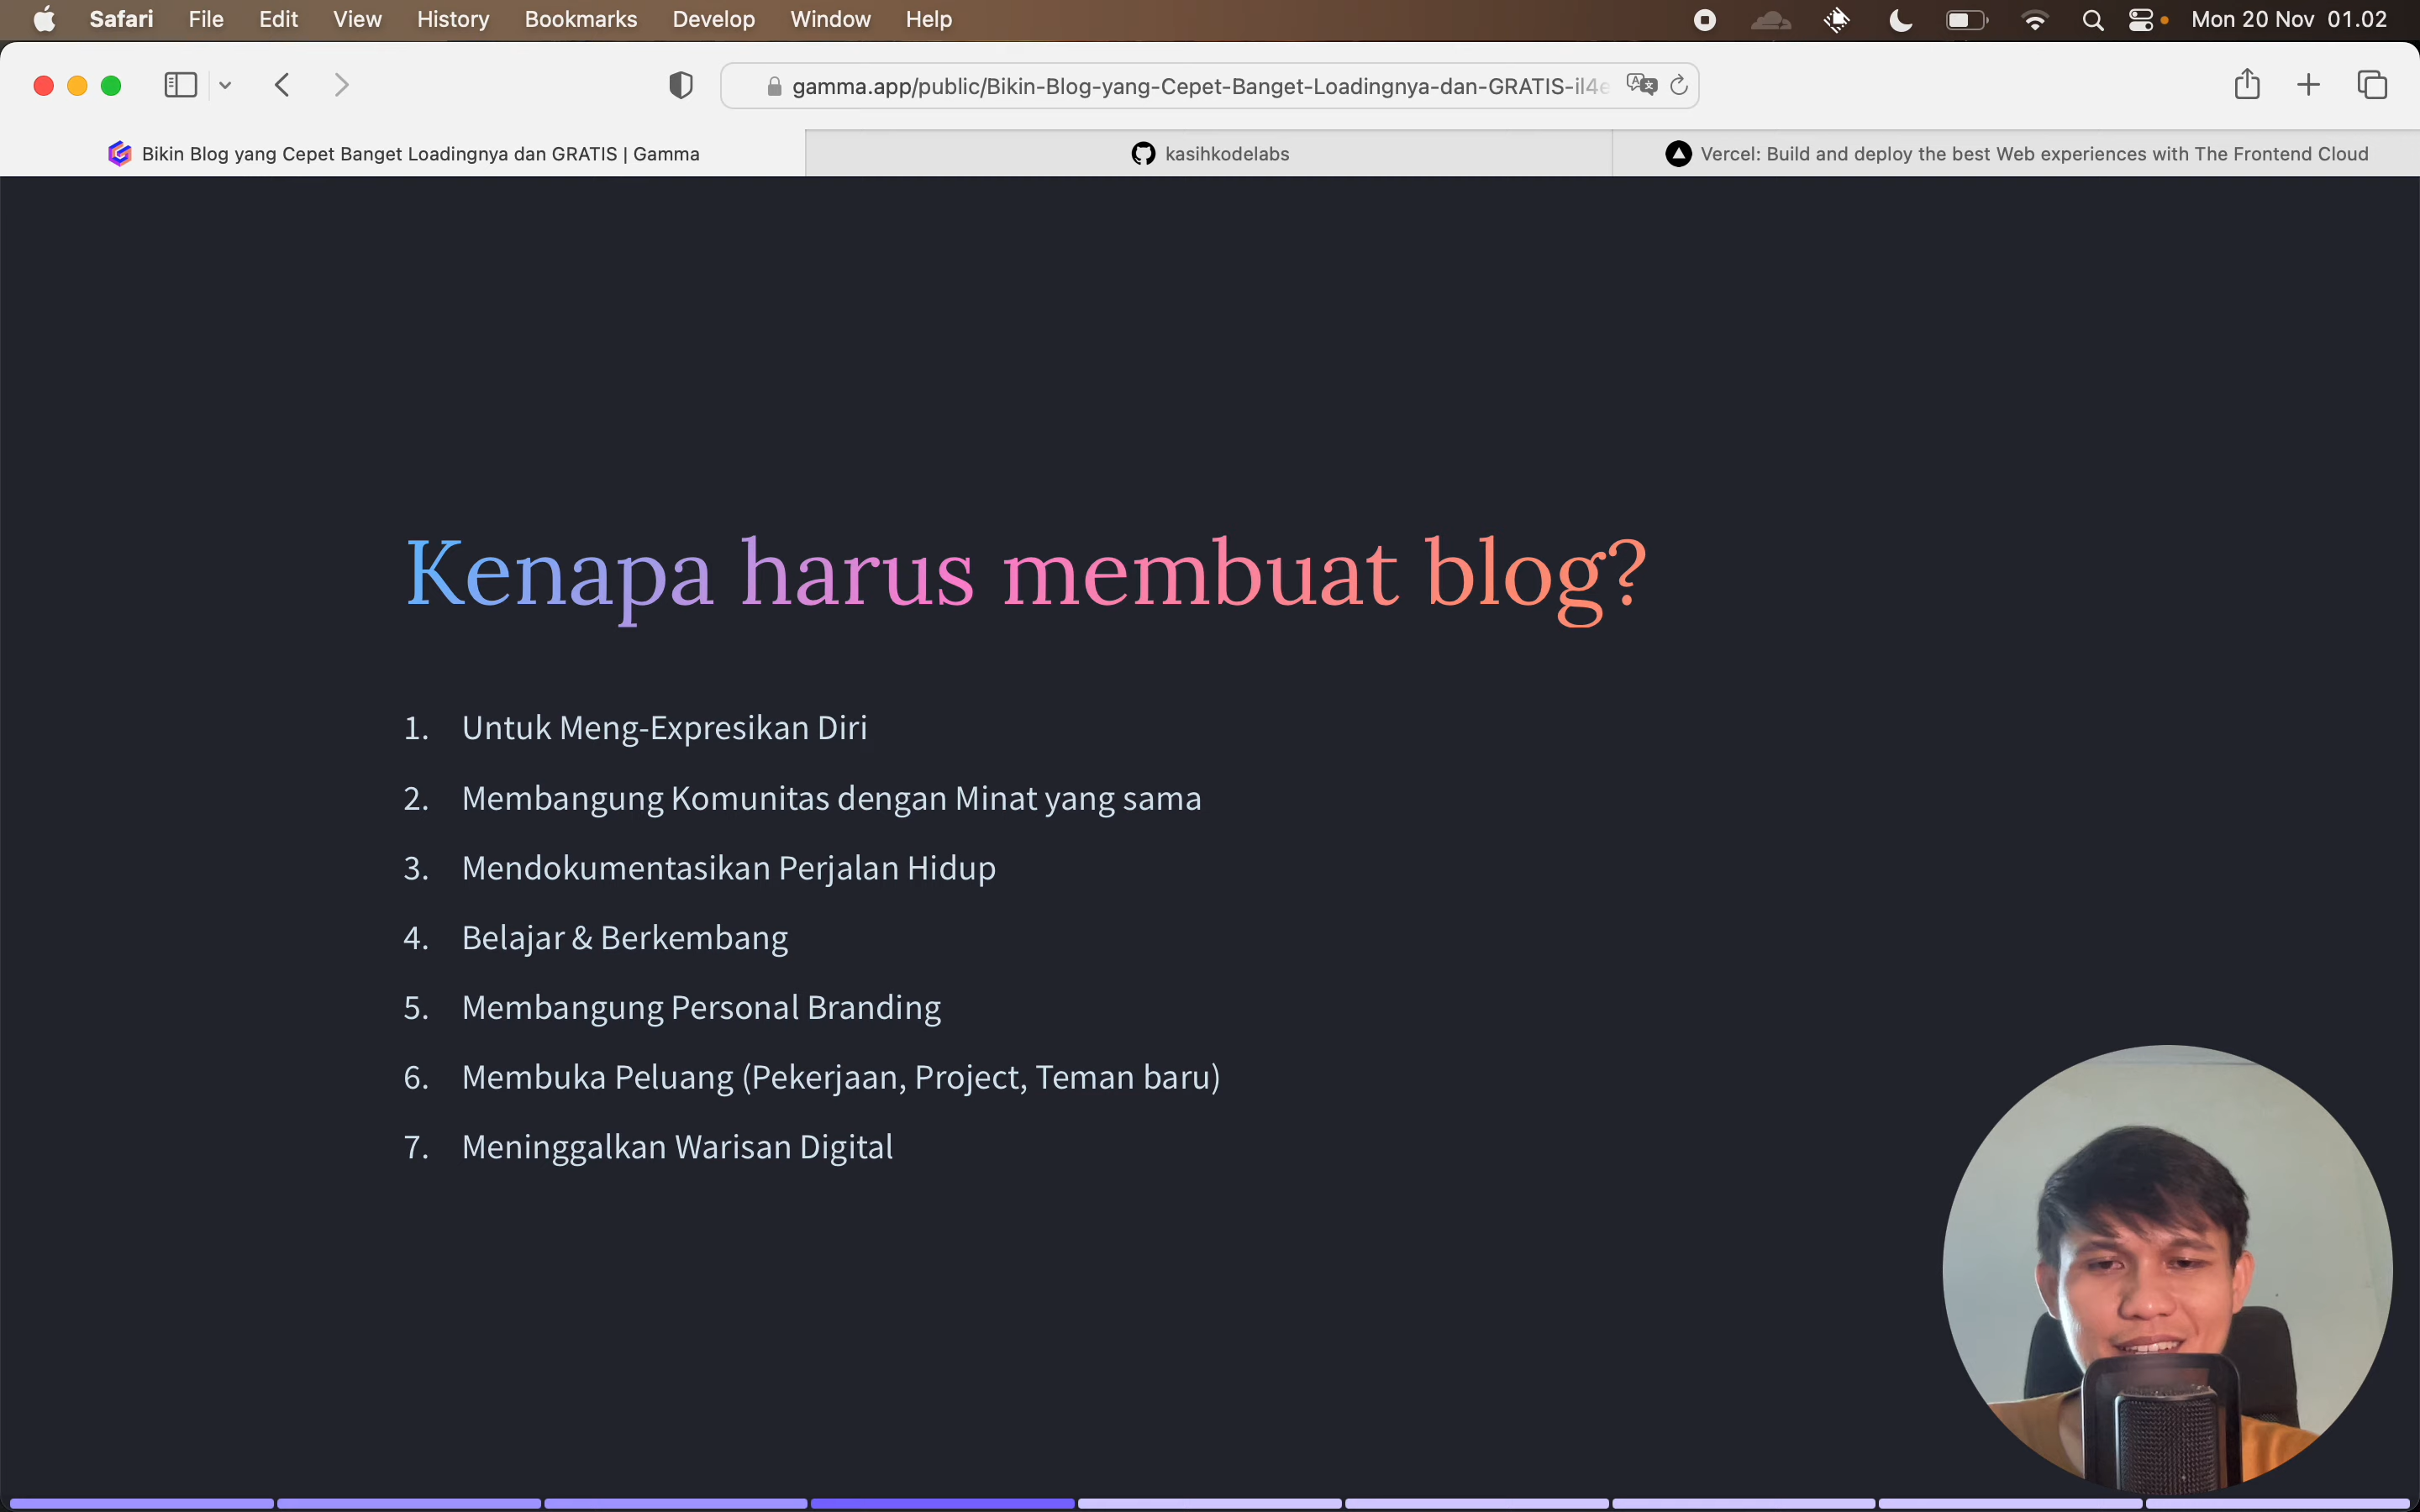 Safari File Edit View History Bookmarks Develop Window Help Mon 20 Nov 01.02
gamma.app/public/Bikin-Blog-yang-Cepet-Banget-Loadingnya-dan-GRATIS-il4e
Bikin Blog yang Cepet Banget Loadingnya dan GRATIS | Gamma kasihkodelabs Vercel: Build and deploy the best Web experiences with The Frontend Cloud
Kenapa harus membuat blog?
1. Untuk Meng-Expresikan Diri
2. Membangung Komunitas dengan Minat yang sama
3. Mendokumentasikan Perjalan Hidup
4. Belajar & Berkembang
5. Membangung Personal Branding
6. Membuka Peluang (Pekerjaan, Project, Teman baru)
7. Meninggalkan Warisan Digital